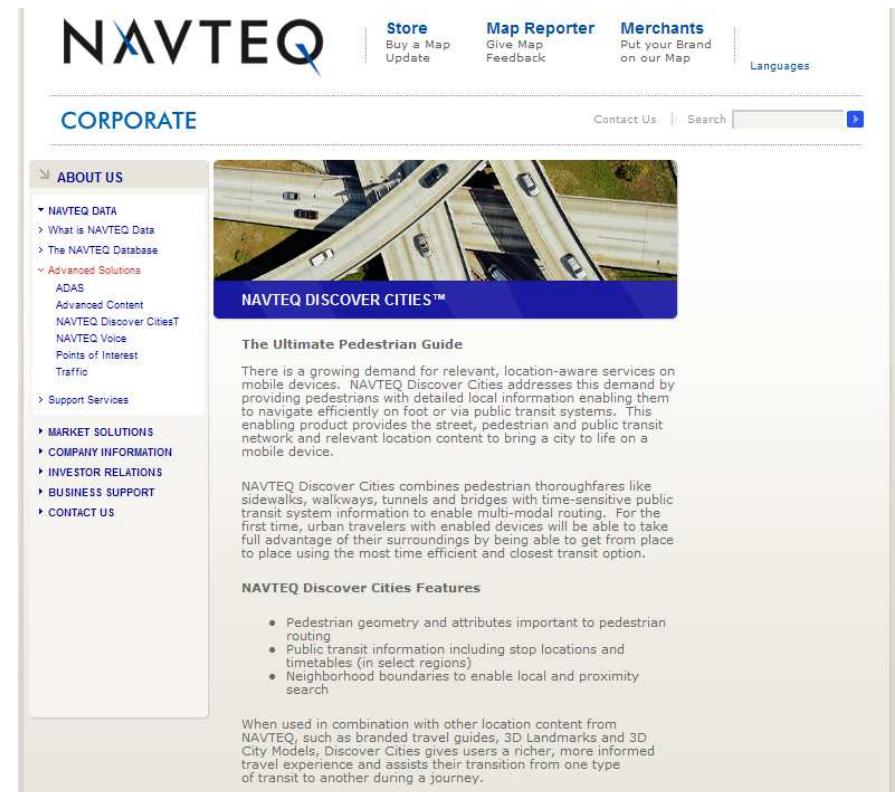 NAVTEQ
Store
Buy a Map
Update
Map Reporter
Give Map
Feedback
Merchants
Put your Brand
on our Map
Languages
CORPORATE
Contact Us
Search
ABOUT US
NAVTEQ DATA
What is NAVTEQ Data
The NAVTEQ Database
Advanced Solutions
ADAS
Advanced Content
NAVTEQ Discover CitiesT
NAVTEQ Voice
Points of Interest
Traffic
Support Services
MARKET SOLUTIONS
COMPANY INFORMATION
INVESTOR RELATIONS
BUSINESS SUPPORT
CONTACT US
NAVTEQ DISCOVER CITIES™
The Ultimate Pedestrian Guide
There is a growing demand for relevant, location-aware services on
mobile devices. NAVTEQ Discover Cities addresses this demand by
providing pedestrians with detailed local information enabling them
to navigate efficiently on foot or via public transit systems. This
enabling product provides the street, pedestrian and public transit
network and relevant location content to bring a city to life on a
mobile device.
NAVTEQ Discover Cities combines pedestrian thoroughfares like
sidewalks, walkways, tunnels and bridges with time-sensitive public
transit system information to enable multi-modal routing. For the
first time, urban travelers with enabled devices will be able to take
full advantage of their surroundings by being able to get from place
to place using the most time efficient and closest transit option.
NAVTEQ Discover Cities Features
• Pedestrian geometry and attributes important to pedestrian
routing
• Public transit information including stop locations and
timetables (in select regions)
• Neighborhood boundaries to enable local and proximity
search
When used in combination with other location content from
NAVTEQ, such as branded travel guides, 3D Landmarks and 3D
City Models, Discover Cities gives users a richer, more informed
travel experience and assists their transition from one type
of transit to another during a journey.